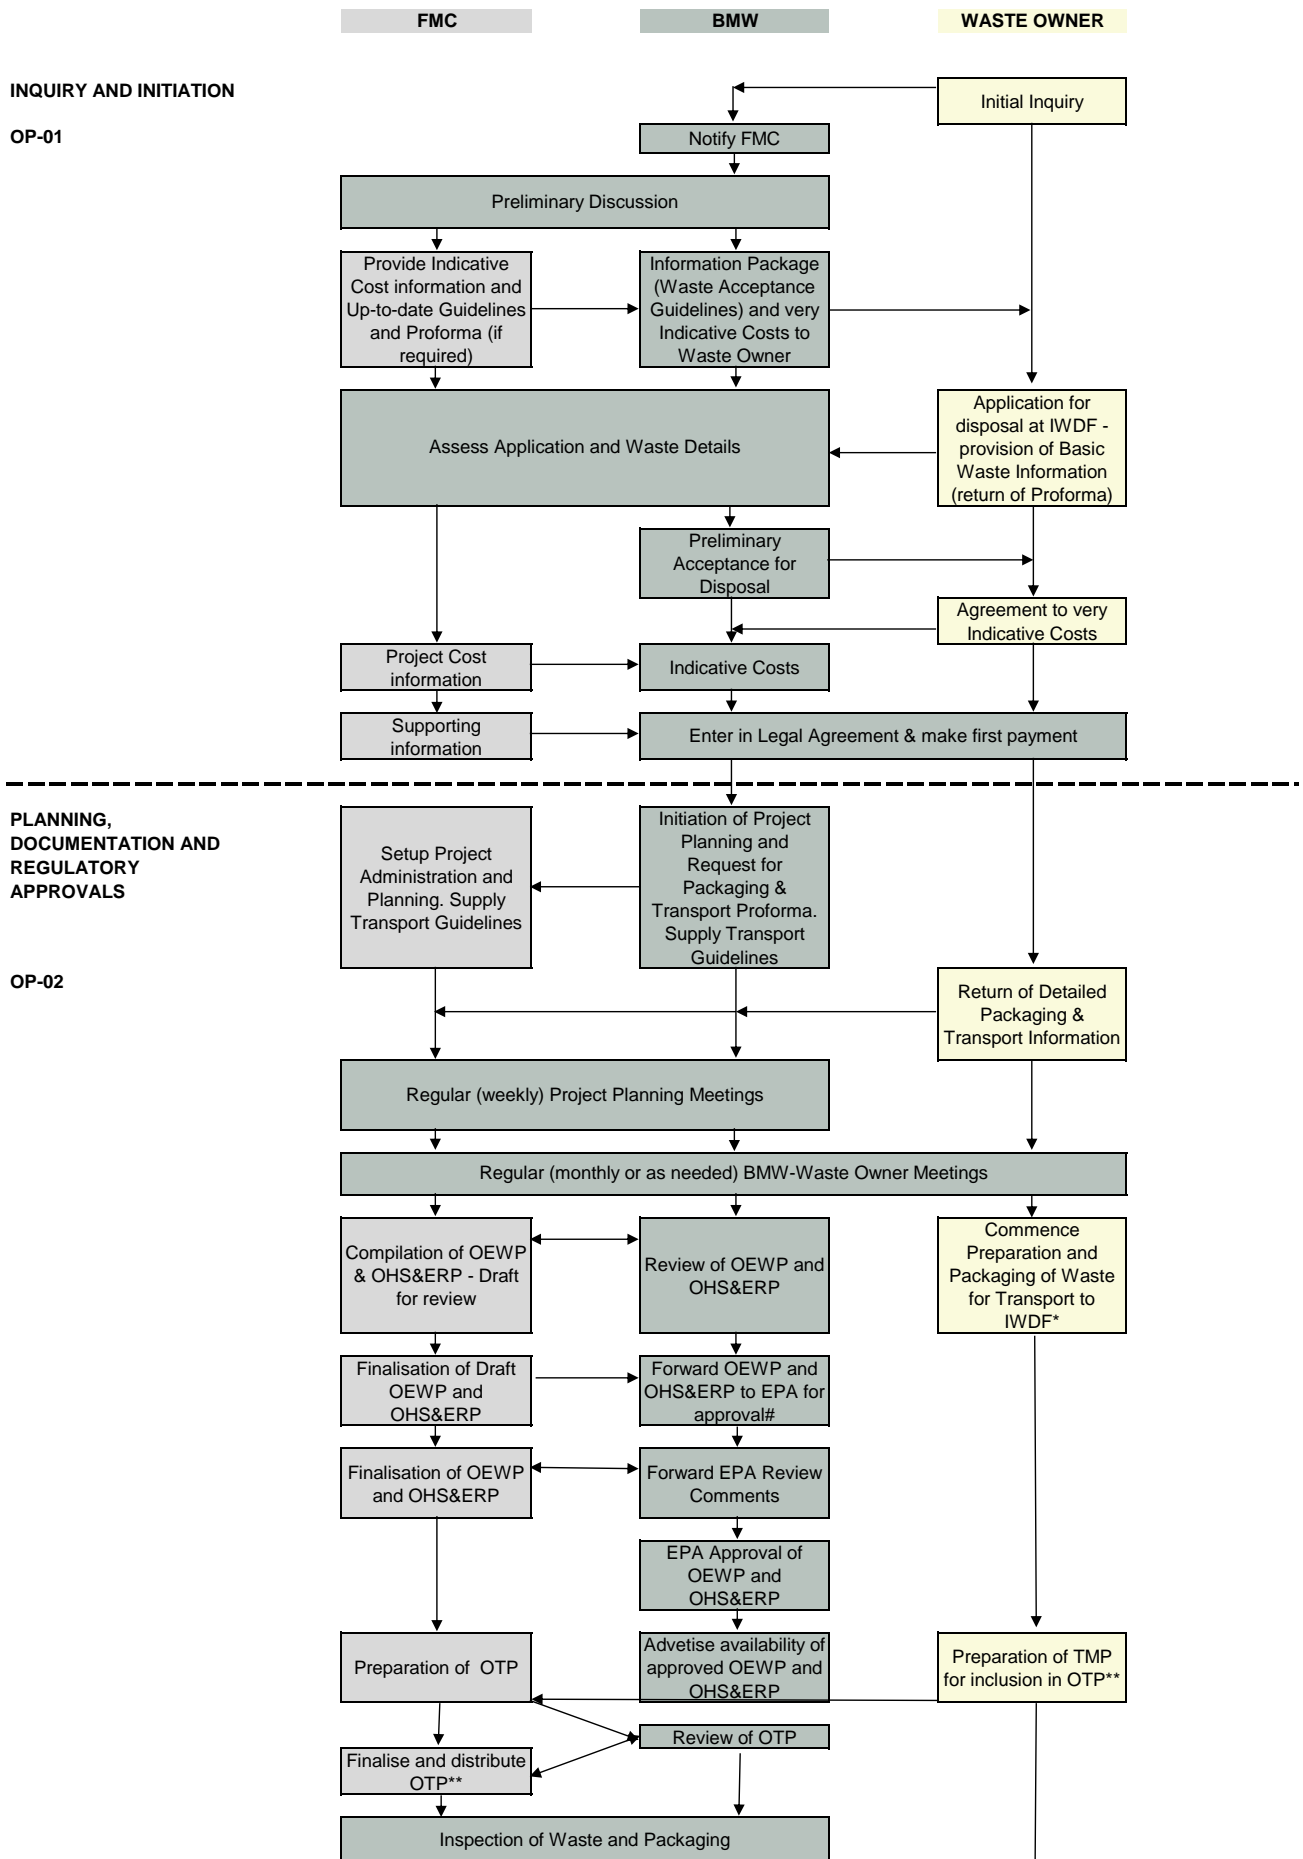 FMC
BMW
WASTE OWNER
INQUIRY AND INITIATION
Initial Inquiry
OP-01
Notify FMC
Preliminary Discussion
Provide Indicative
Cost information and
Up-to-date Guidelines
and Proforma (if
required)
Information Package
(Waste Acceptance
Guidelines) and very
Indicative Costs to
Waste Owner
Assess Application and Waste Details
Application for
disposal at IWDF -
provision of Basic
Waste Information
(return of Proforma)
Preliminary
Acceptance for
Disposal
Agreement to very
Indicative Costs
Project Cost
information
Indicative Costs
Supporting
information
Enter in Legal Agreement & make first payment
PLANNING,
DOCUMENTATION AND
REGULATORY
APPROVALS
Setup Project
Administration and
Planning. Supply
Transport Guidelines
Initiation of Project
Planning and
Request for
Packaging &
Transport Proforma.
Supply Transport
Guidelines
OP-02
Return of Detailed
Packaging &
Transport Information
Regular (weekly) Project Planning Meetings
Regular (monthly or as needed) BMW-Waste Owner Meetings
Compilation of OEWP
& OHS&ERP - Draft
for review
Review of OEWP and
OHS&ERP
Commence
Preparation and
Packaging of Waste
for Transport to
IWDF*
Finalisation of Draft
OEWP and
OHS&ERP
Forward OEWP and
OHS&ERP to EPA for
approval#
Finalisation of OEWP
and OHS&ERP
Forward EPA Review
Comments
EPA Approval of
OEWP and
OHS&ERP
Preparation of OTP
Advetise availability of
approved OEWP and
OHS&ERP
Preparation of TMP
for inclusion in OTP**
Review of OTP
Finalise and distribute
OTP**
Inspection of Waste and Packaging